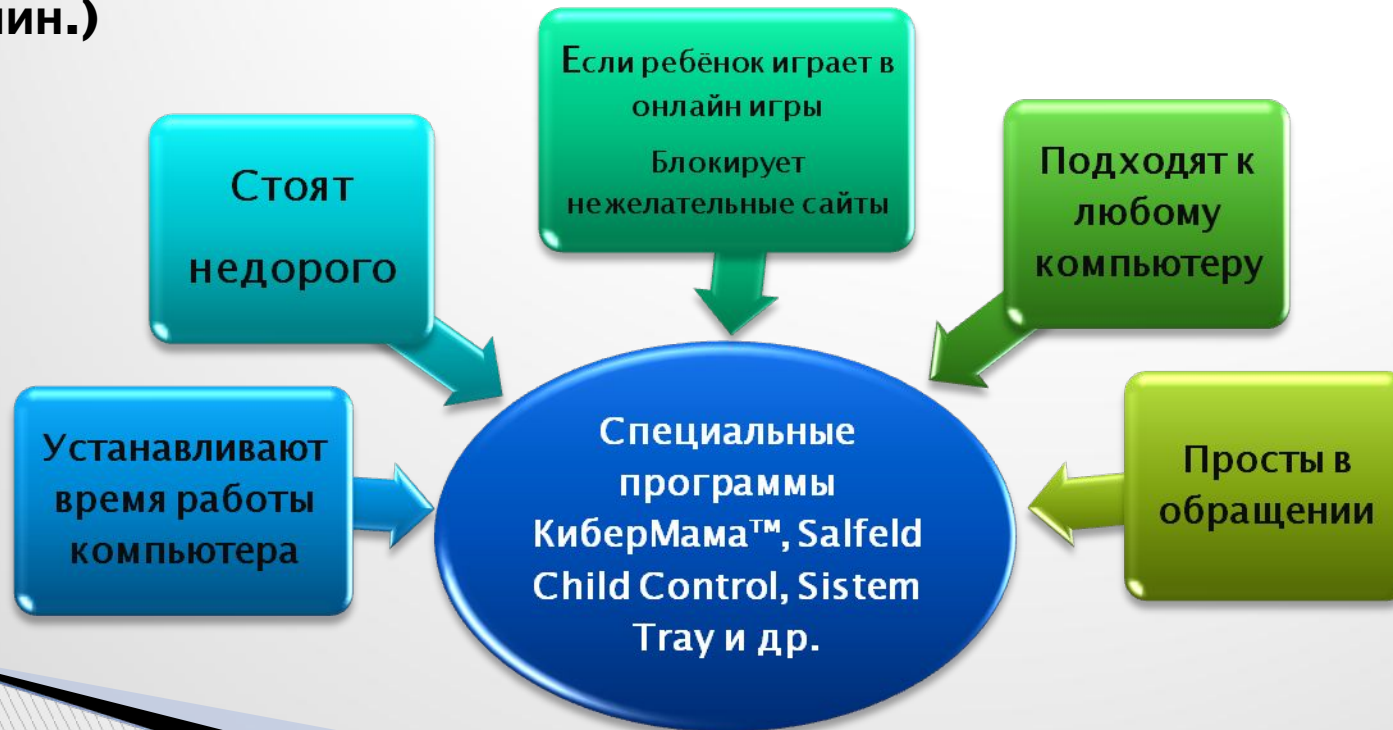 Если ребёнок играет в
онлайн игры
Блокирует
нежелательные сайты
Стоят
недорого
Подходят к
любому
компьютеру
Устанавливают
время работы
компьютера
Специальные
программы
КиберМама™, Salfeld
Child Control, Sistem
Tray и др.
Просты в
обращении